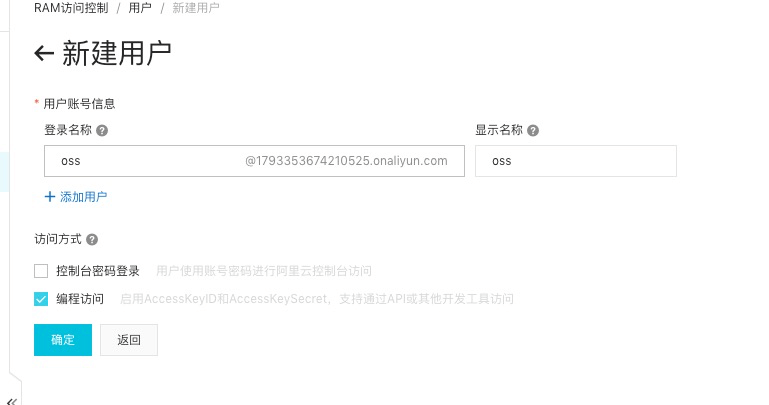 RAM访问控制 / 用户 / 新建用户
← 新建用户
* 用户账号信息
登录名称 ? 显示名称 ?
oss @1793353674210525.onaliyun.com oss
+ 添加用户
访问方式 ?
控制台密码登录 用户使用账号密码进行阿里云控制台访问
编程访问 启用AccessKeyID和AccessKeySecret，支持通过API或其他开发工具访问
确定 返回